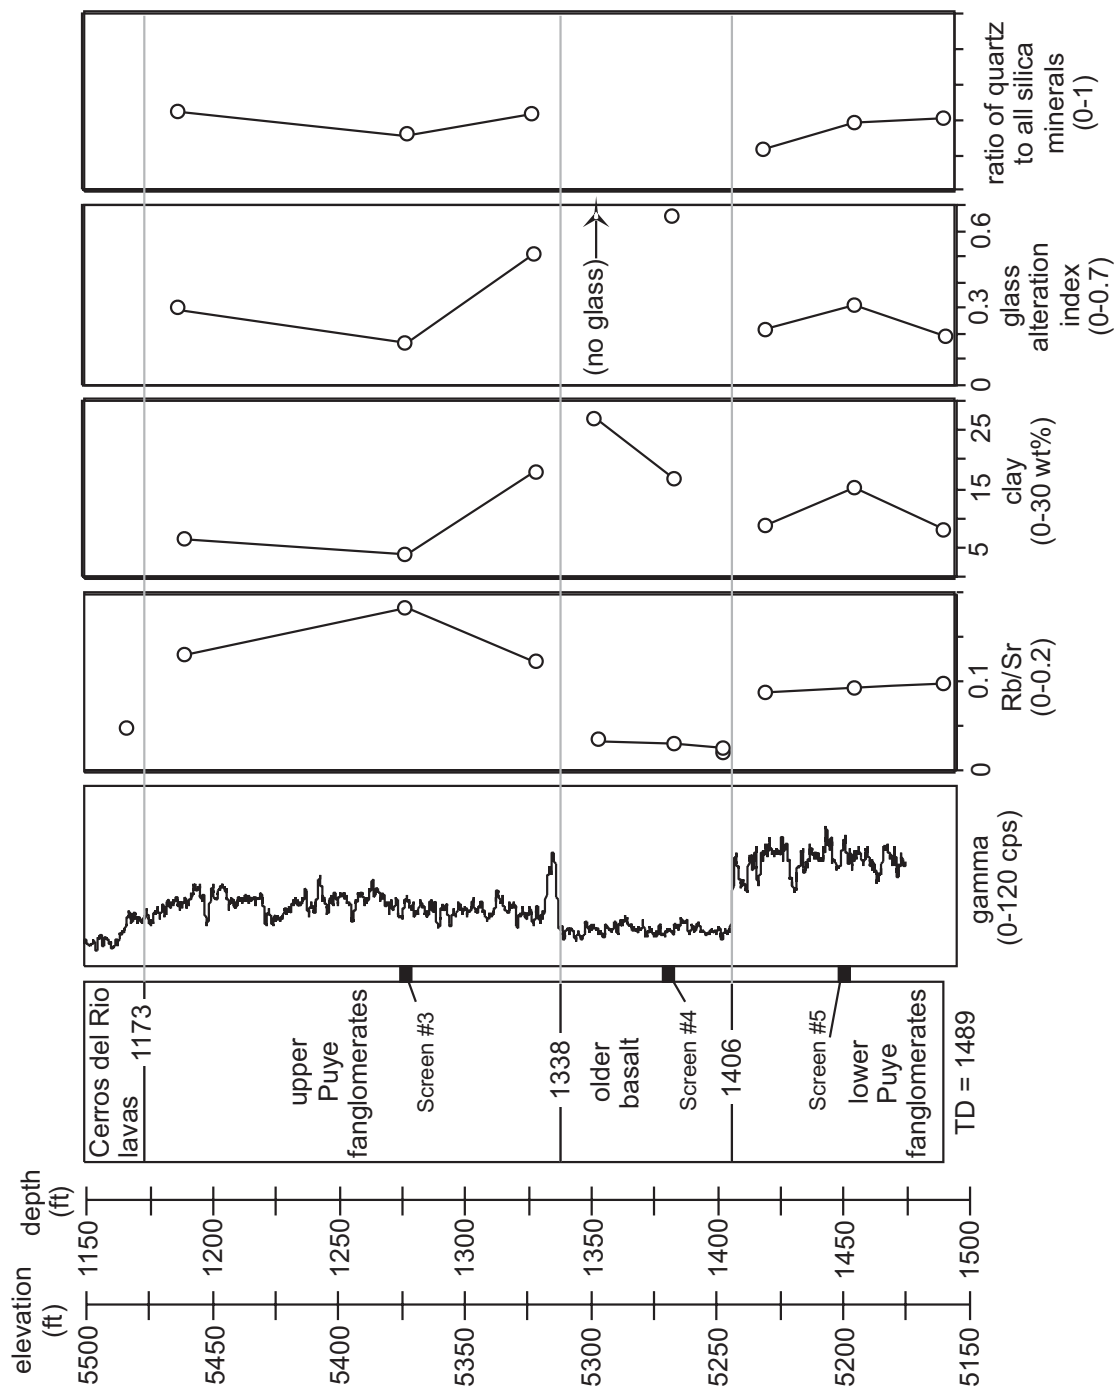 elevation
(ft)
5500
5450
5400
5350
5300
5250
5200
5150
depth
(ft)
1150
1200
1250
1300
1350
1400
1450
1500
Cerros del Rio
lavas
1173
upper
Puye
fanglomerates
Screen #3
1338
older
basalt
Screen #4
1406
Screen #5
lower
Puye
fanglomerates
TD = 1489
gamma
(0-120 cps)
0
0.1
Rb/Sr
(0-0.2)
5
15
25
clay
(0-30 wt%)
(no glass)
0
0.3
0.6
glass
alteration
index
(0-0.7)
ratio of quartz
to all silica
minerals
(0-1)